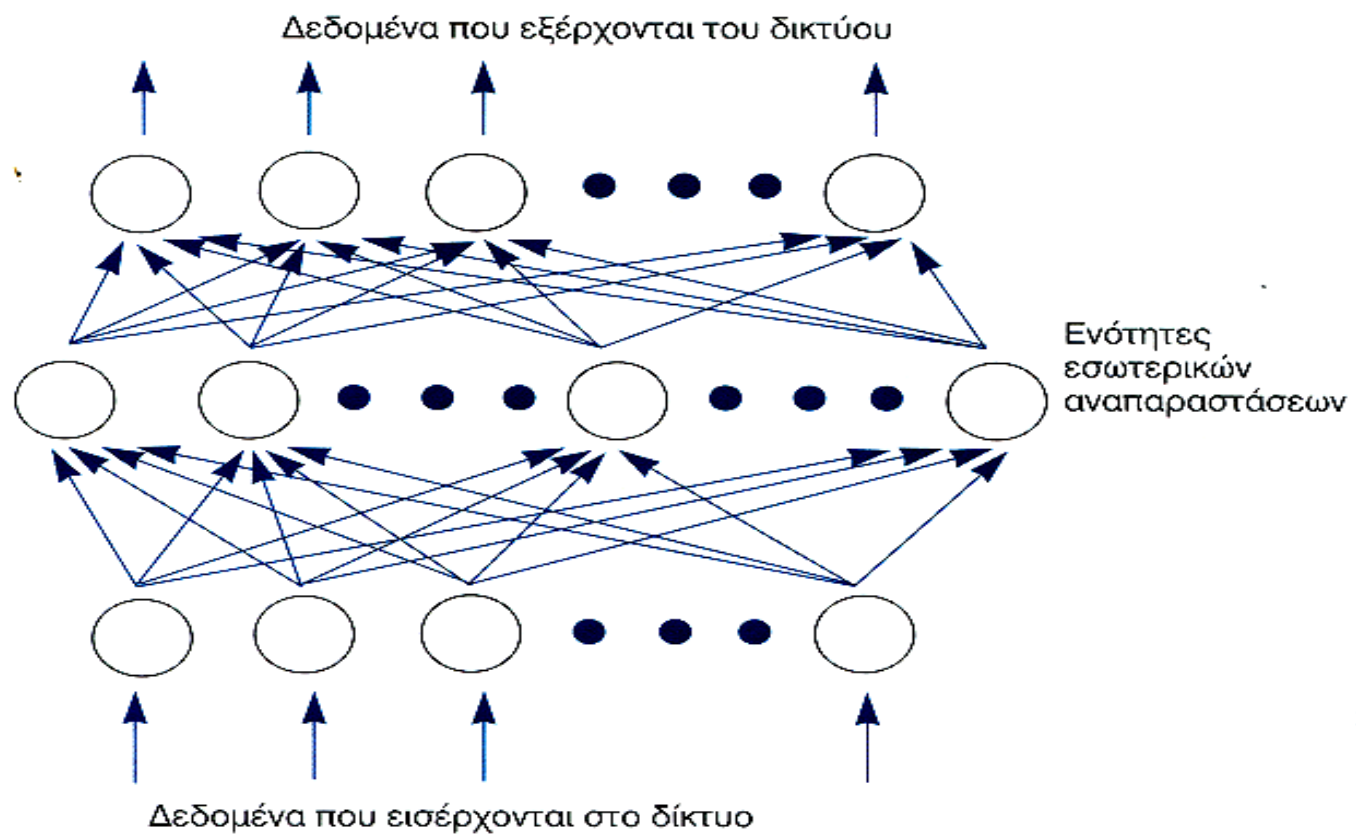 Δεδομένα που εξέρχονται του δικτύου
Ενότητες
εσωτερικών
αναπαραστάσεων
Δεδομένα που εισέρχονται στο δίκτυο